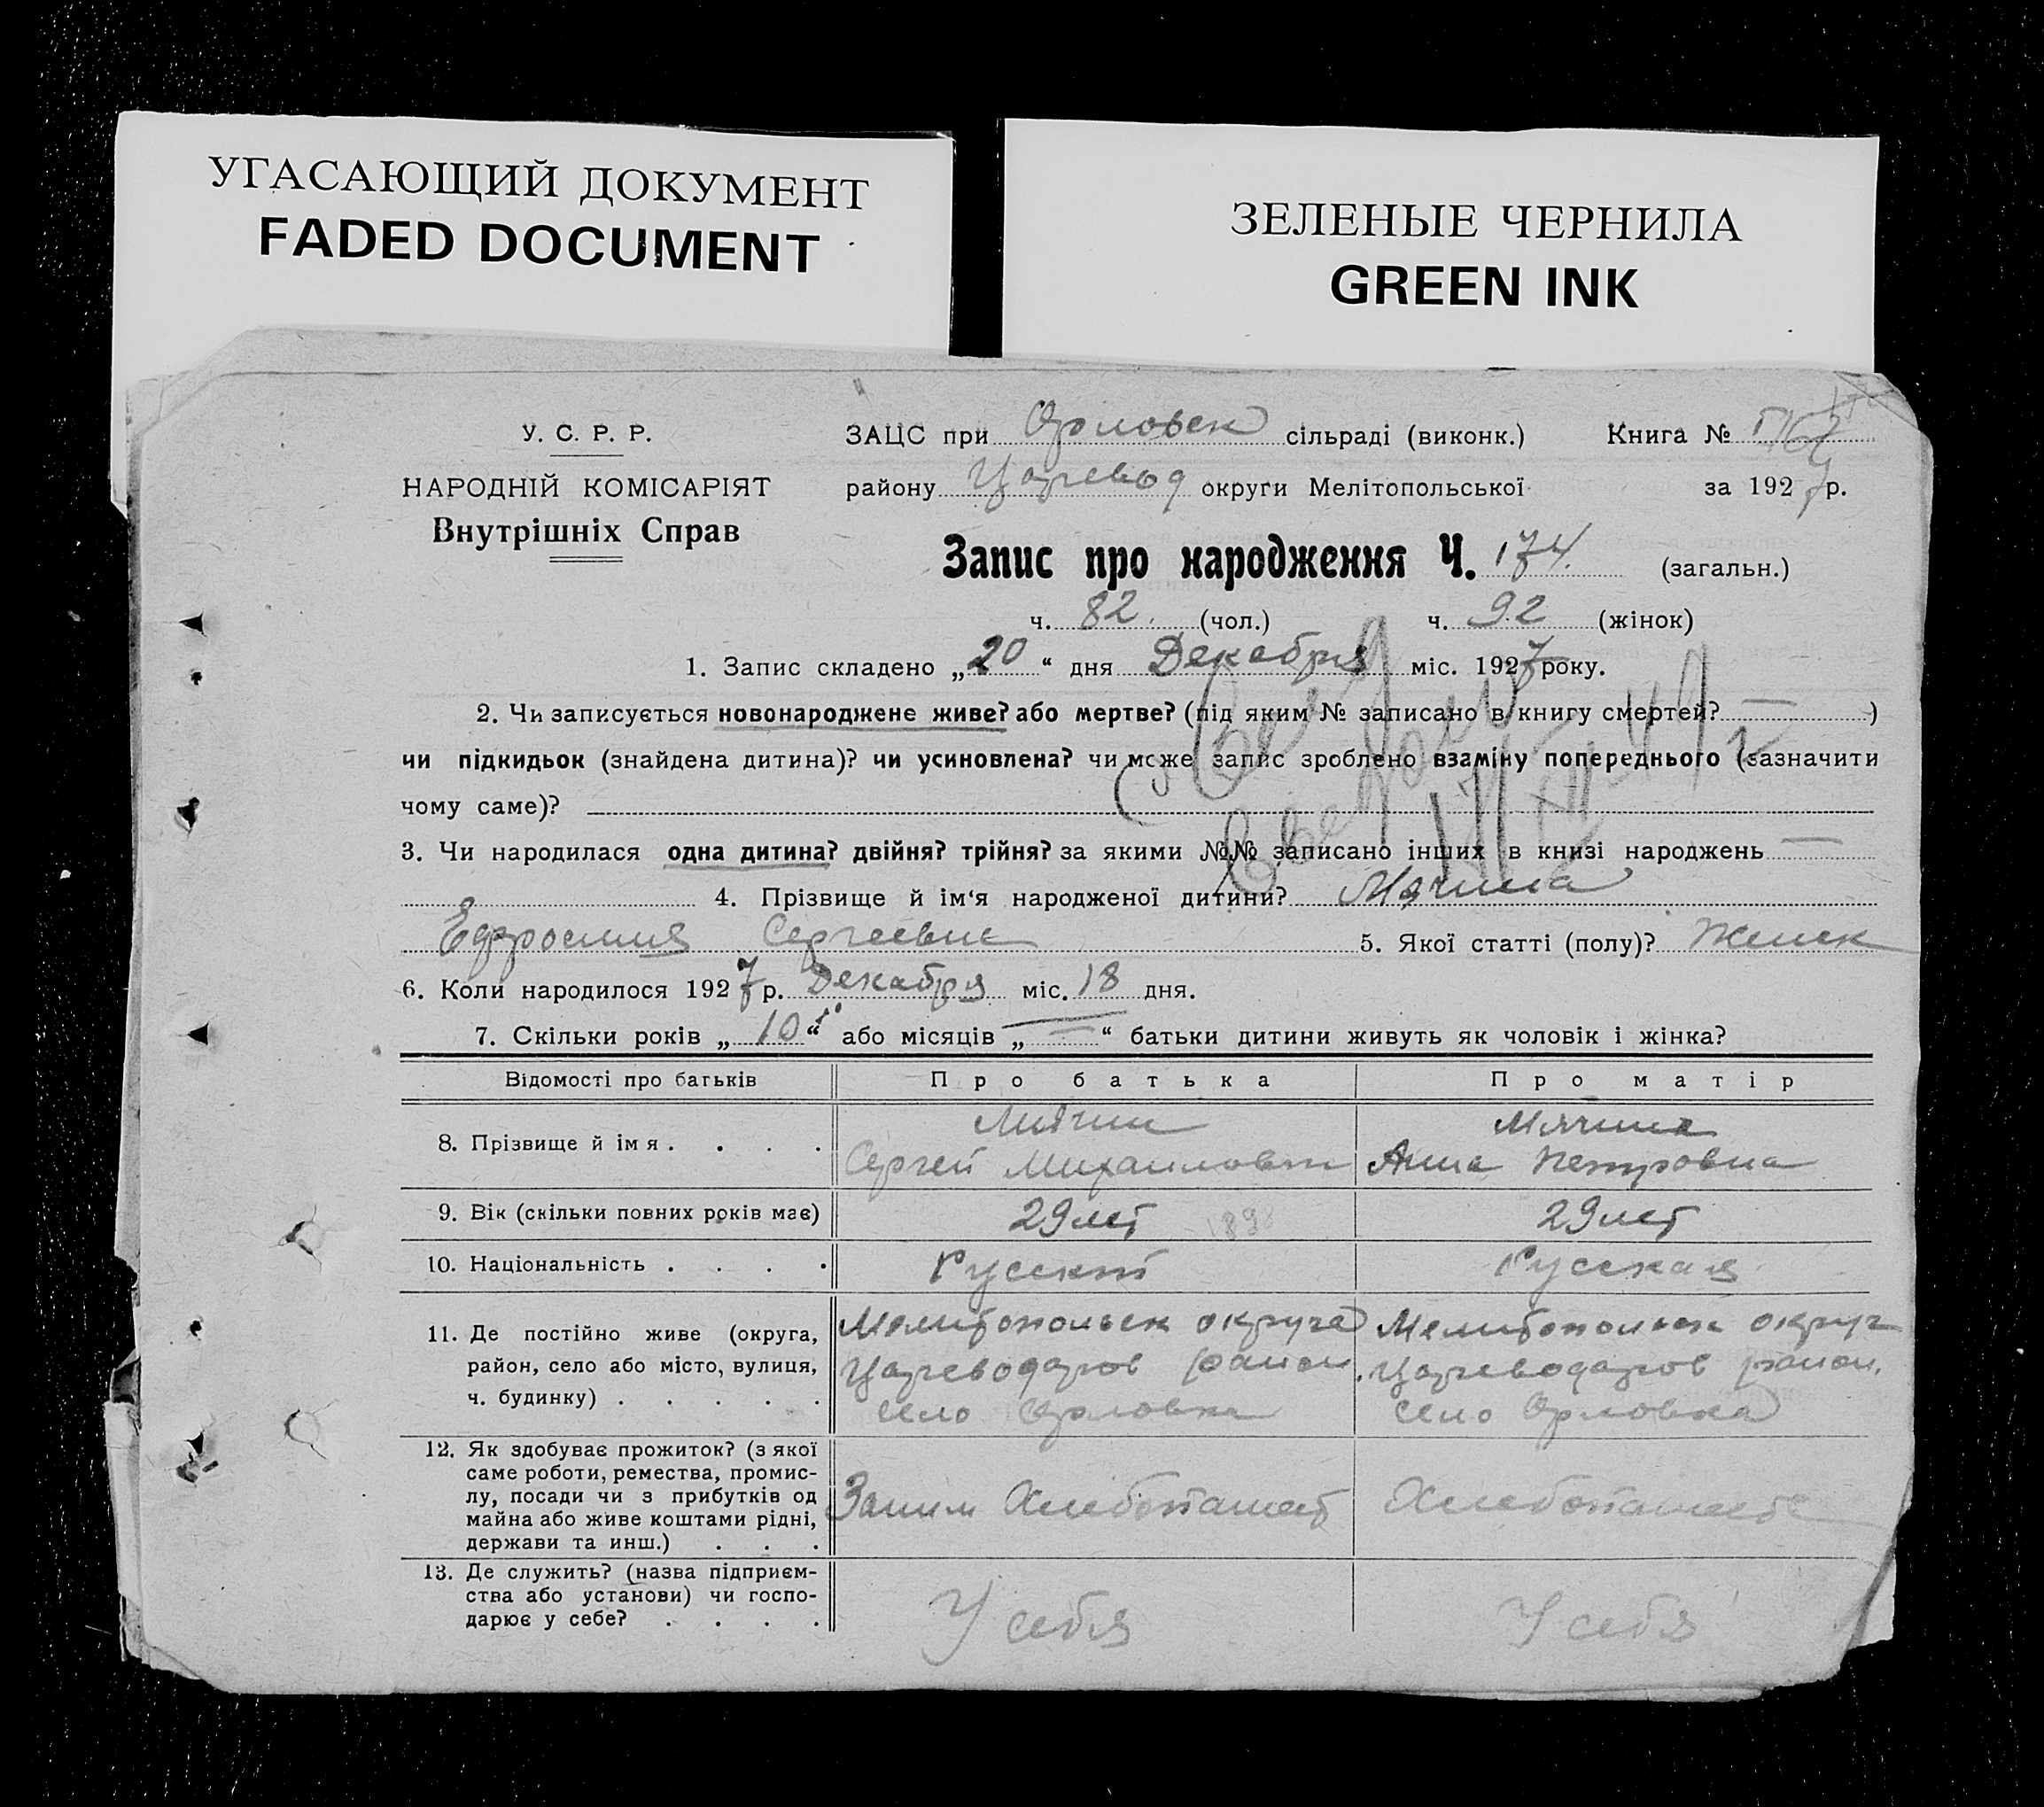 УГАСАЮЩИЙ ДОКУМЕНТ
FADED DOCUMENT
ЗЕЛЕНЫЕ ЧЕРНИЛА
GREEN INK
У. С. Р. Р.
НАРОДНІЙ КОМІСАРІЯТ
Внутрішніх Справ
ЗАЦС при Орловск сільраді (виконк.) Книга №
району Царевод округи Мелітопольської за 1927 р.
Запис про народження Ч. 174. (загальн.)
ч. 82. (чол.) ч. 92 (жінок)
1. Запис складено „20“ дня Декабря міс. 1927 року.
2. Чи записується новонароджене живе? або мертве? (під яким № записано в книгу смертей? — )
чи підкидьок (знайдена дитина)? чи усиновлена? чи може запис зроблено взаміну попереднього (зазначити
чому саме)?
3. Чи народилася одна дитина? двійня? трійня? за якими №№ записано інших в книзі народжень —
4. Прізвище й ім‘я народженої дитини? Мячина
Ефросиния Сергеевна 5. Якої статті (полу)? Женск
6. Коли народилося 1927 р. Декабря міс. 18 дня.
7. Скільки років „10“ або місяців „—“ батьки дитини живуть як чоловік і жінка?
Відомості про батьків Про батька Про матір
8. Прізвище й ім я . . . . Мячин Мячина
Сергей Михаилович Анна Петровна
9. Вік (скільки повних років має) 29 лет 189 29 лет
10. Національність . . . . Русский Русская
11. Де постійно живе (округа, Мелитопольск округа Мелитопольск округ
район, село або місто, вулиця, Цареводаров район Цареводаров район.
ч. будинку) . . . . . село Орловка село Орловка
12. Як здобуває прожиток? (з якої
саме роботи, ремества, промис-
лу, посади чи з прибутків од Заним Хлебопашест Хлебопашеств
майна або живе коштами рідні,
держави та инш.) . . .
13. Де служить? (назва підприєм-
ства або установи) чи госпо- У себя У себя
дарює у себе? . . . .